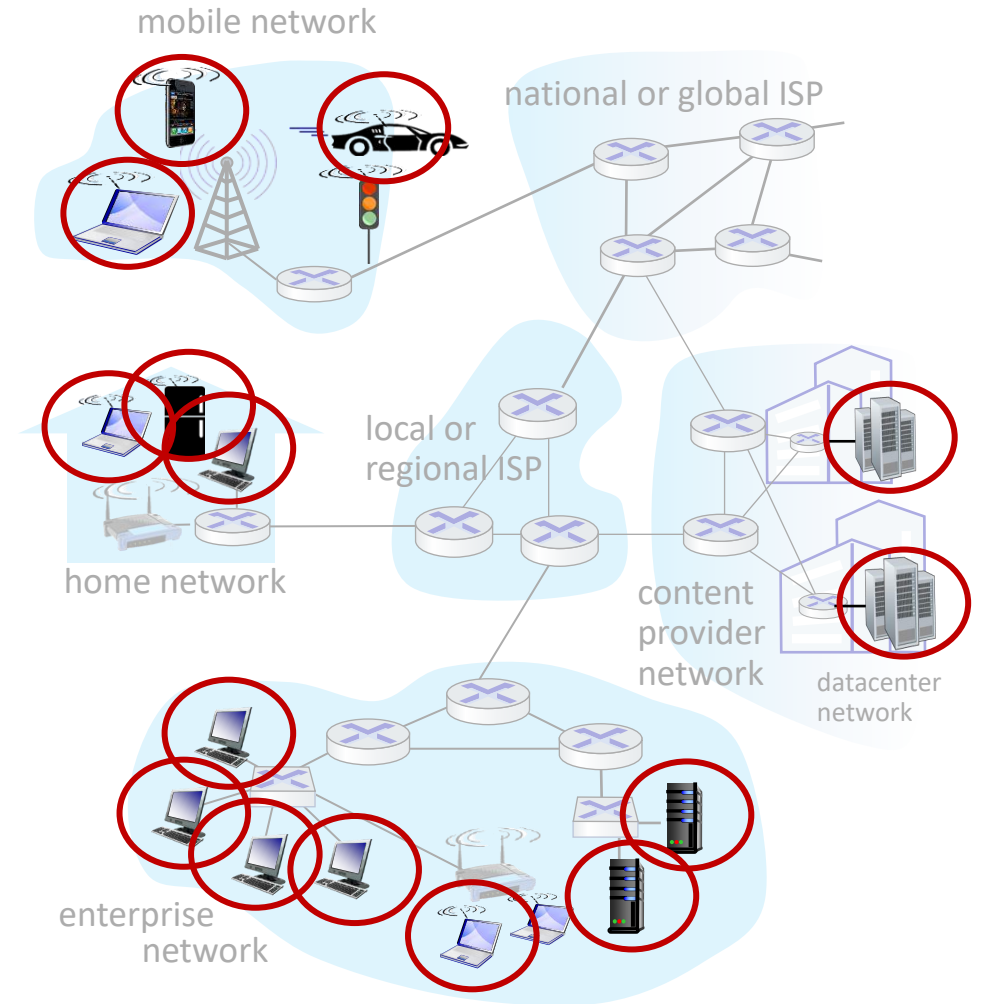 mobile network
national or global ISP
local or
regional ISP
home network
content
provider
network
datacenter
network
enterprise
network